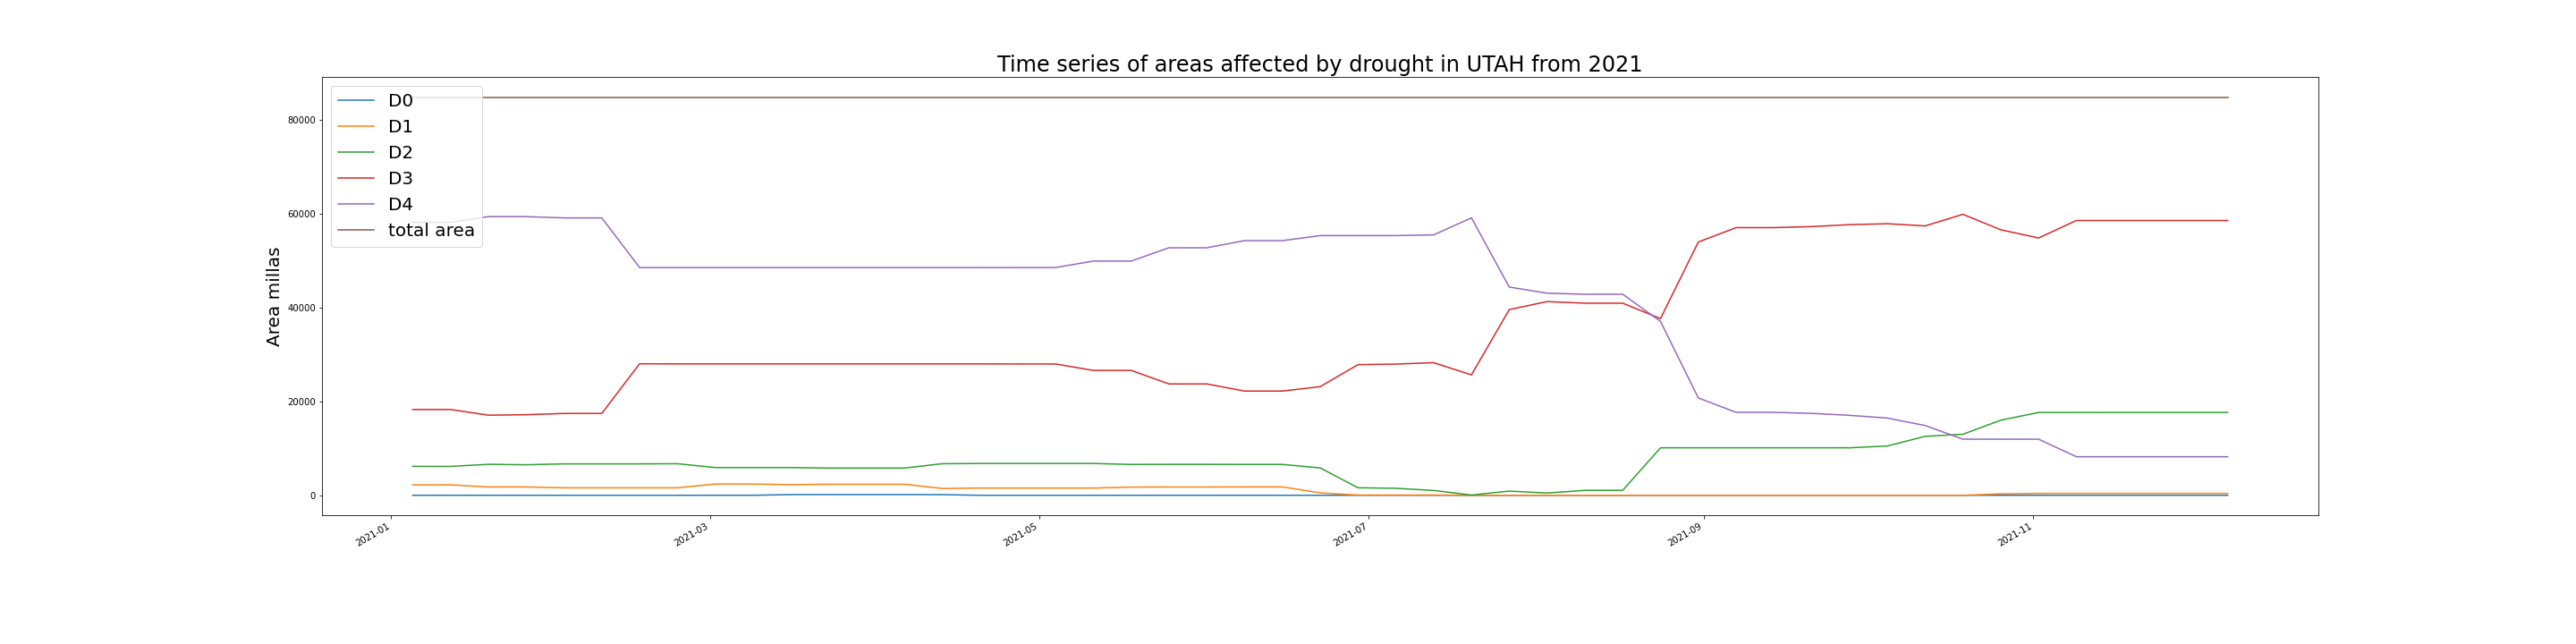 Time series of areas affected by drought in UTAH from 2021
D0
D1
D2
D3
D4
total area
Area millas
80000
60000
40000
20000
0
2021-01
2021-03
2021-05
2021-07
2021-09
2021-11